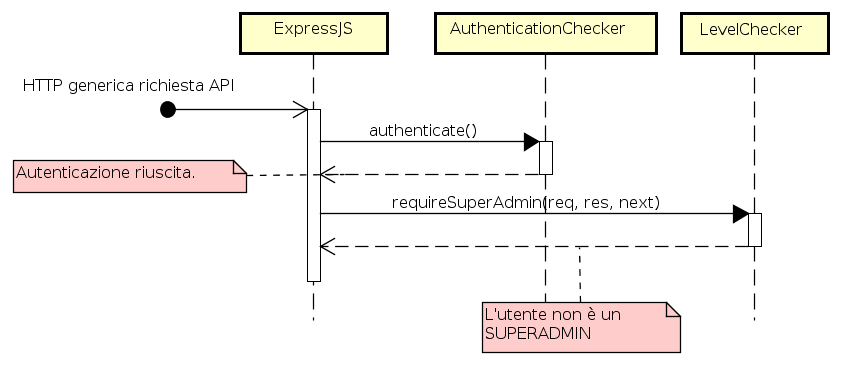 ExpressJS
AuthenticationChecker
LevelChecker
HTTP generica richiesta API
authenticate()
Autenticazione riuscita.
requireSuperAdmin(req, res, next)
L'utente non è un
SUPERADMIN